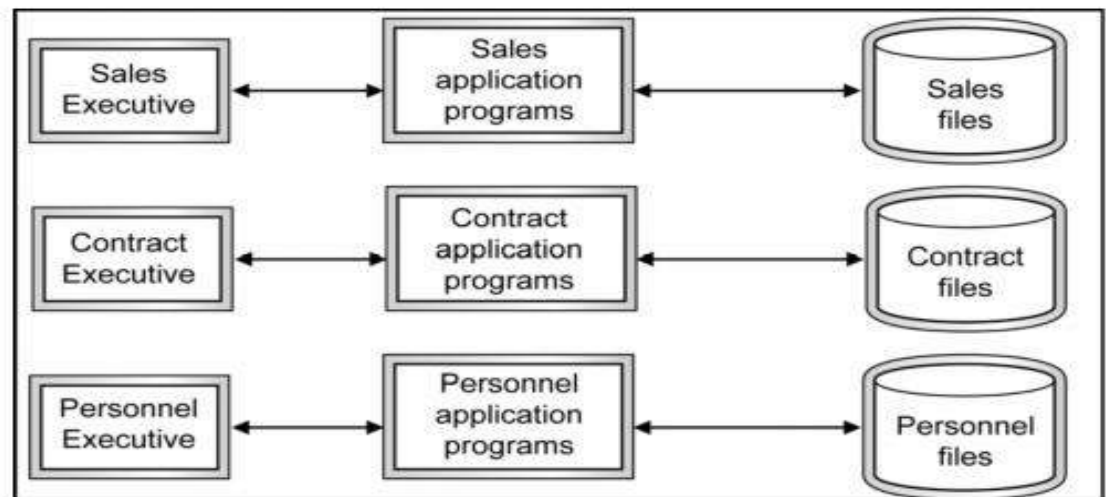 Sales
Executive
Sales
application
programs
Sales
files
Contract
Executive
Contract
application
programs
Contract
files
Personnel
Executive
Personnel
application
programs
Personnel
files